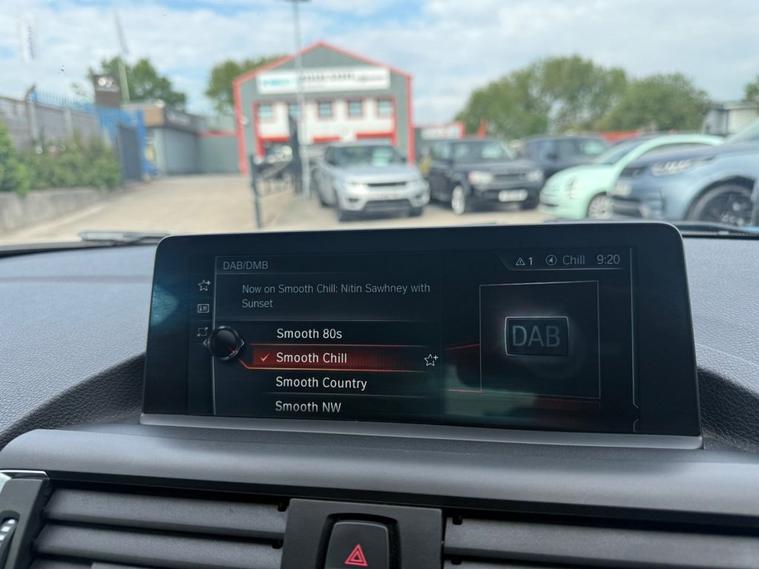 DAB/DMB
1 Chill 9:20
Now on Smooth Chill: Nitin Sawhney with
Sunset
DAB
Smooth 80s
Smooth Chill
Smooth Country
Smooth NW